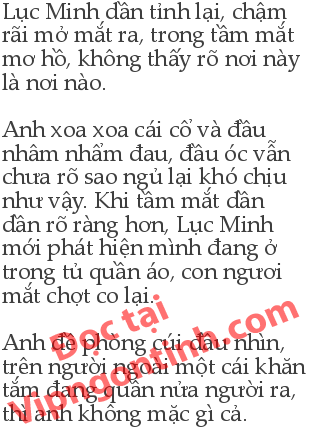 Lục Minh dần tỉnh lại, chậm
rãi mở mắt ra, trong tầm mắt
mơ hồ, không thấy rõ nơi này
là nơi nào.
Anh xoa xoa cái cổ và đầu
nhâm nhẩm đau, đầu óc vẫn
chưa rõ sao ngủ lại khó chịu
như vậy. Khi tầm mắt dần
dần rõ ràng hơn, Lục Minh
mới phát hiện mình đang ở
trong tủ quần áo, con ngươi
mắt chợt co lại.
Anh đề phòng cúi đầu nhìn,
trên người ngoài một cái khăn
tắm đang quấn nửa người ra,
thì anh không mặc gì cả.
Đọc tại
Vipngontinh.com